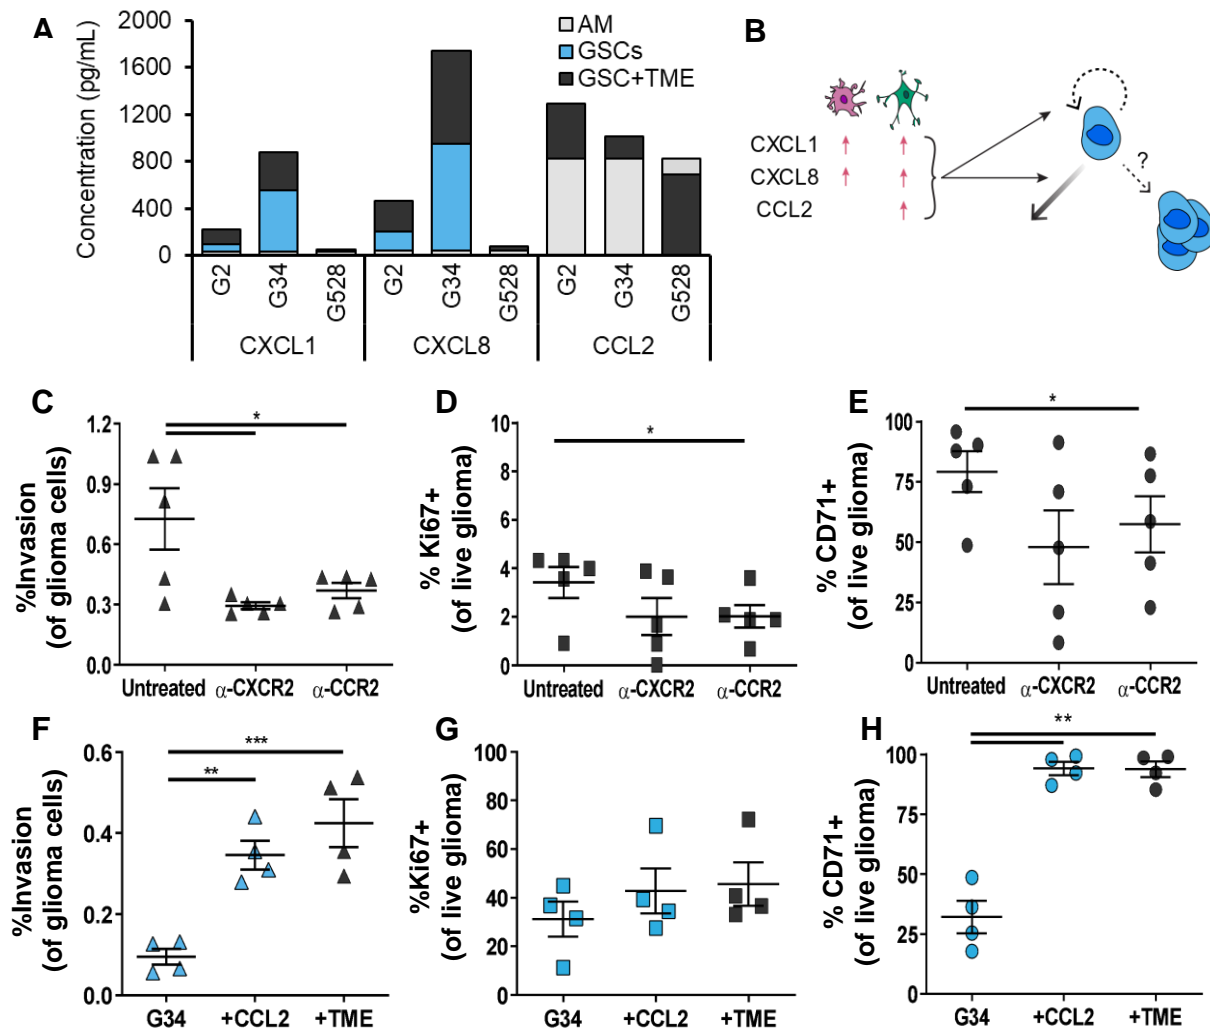 A
Concentration (pg/mL)
2000
1600
1200
800
400
0
AM
GSCs
GSC+TME
G2
G34
G528
G2
G34
G528
G2
G34
G528
CXCL1
CXCL8
CCL2
B
CXCL1
CXCL8
CCL2
?
C
%Invasion
(of glioma cells)
1.2
0.9
0.6
0.3
0.0
*
Untreated
α-CXCR2
α-CCR2
D
% Ki67+
(of live glioma)
10
8
6
4
2
0
*
Untreated
α-CXCR2
α-CCR2
E
% CD71+
(of live glioma)
100
75
50
25
0
*
Untreated
α-CXCR2
α-CCR2
F
%Invasion
(of glioma cells)
0.6
0.4
0.2
0.0
***
**
G34
+CCL2
+TME
G
%Ki67+
(of live glioma)
100
80
60
40
20
0
G34
+CCL2
+TME
H
% CD71+
(of live glioma)
100
75
50
25
0
**
G34
+CCL2
+TME